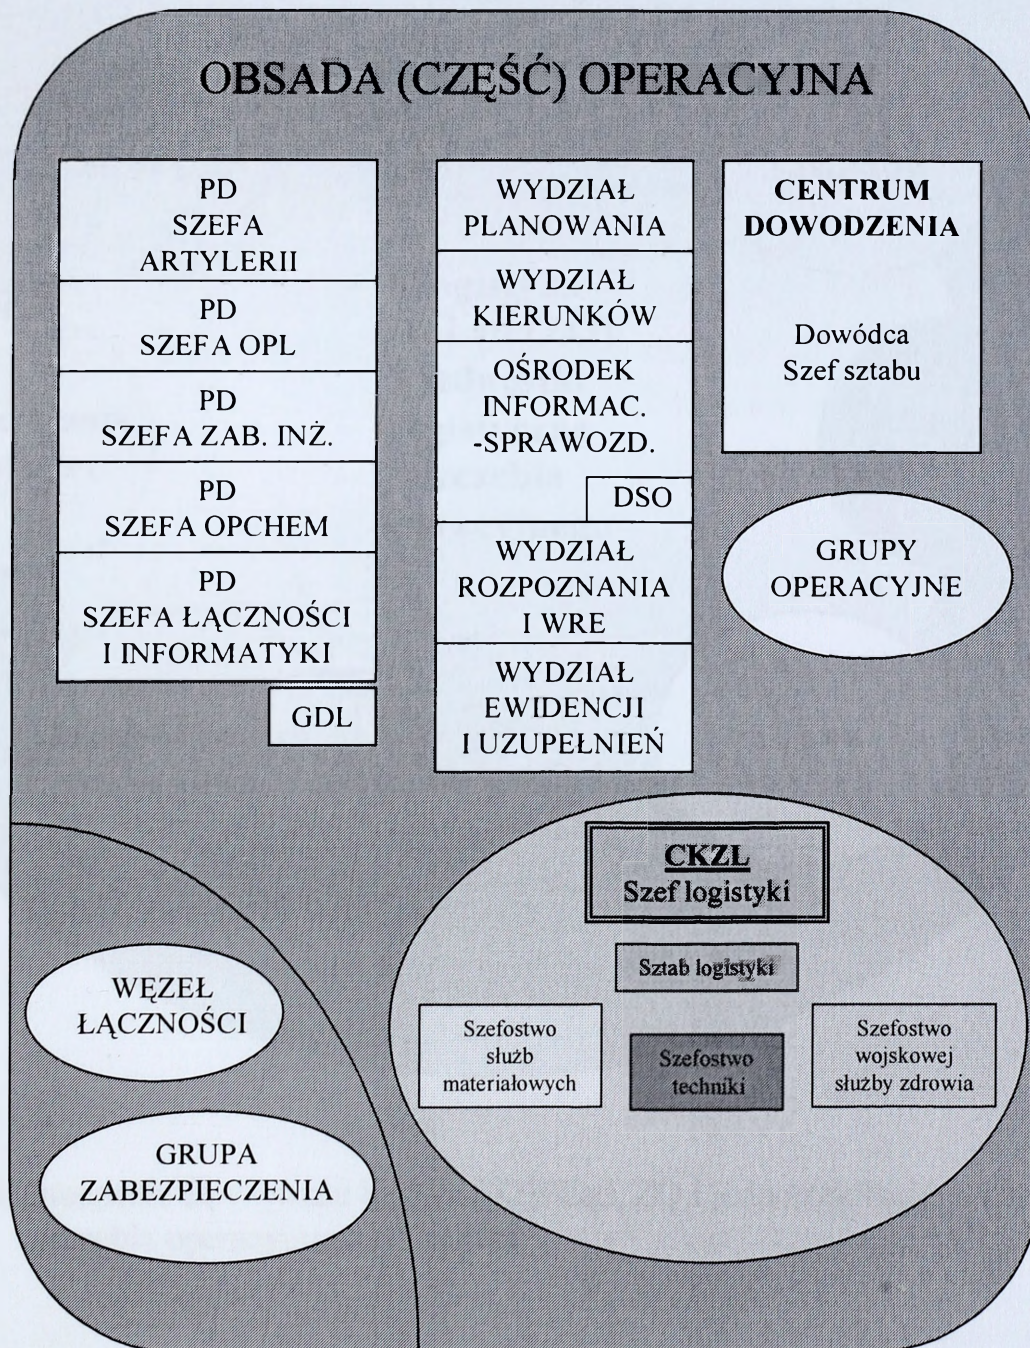 OBSADA (CZĘŚĆ) OPERACYJNA
PD
SZEFA
ARTYLERII
PD
SZEFA OPL
PD
SZEFA ZAB. INŻ.
PD
SZEFA OPCHEM
PD
SZEFA ŁĄCZNOŚCI
I INFORMATYKI
GDL
WYDZIAŁ
PLANOWANIA
WYDZIAŁ
KIERUNKÓW
OŚRODEK
INFORMAC.
-SPRAWOZD.
DSO
WYDZIAŁ
ROZPOZNANIA
I WRE
WYDZIAŁ
EWIDENCJI
I UZUPEŁNIEŃ
CENTRUM
DOWODZENIA
Dowódca
Szef sztabu
GRUPY
OPERACYJNE
CKZL
Szef logistyki
Sztab logistyki
Szefostwo
służb
materiałowych
Szefostwo
techniki
Szefostwo
wojskowej
służby zdrowia
WĘZEŁ
ŁĄCZNOŚCI
GRUPA
ZABEZPIECZENIA